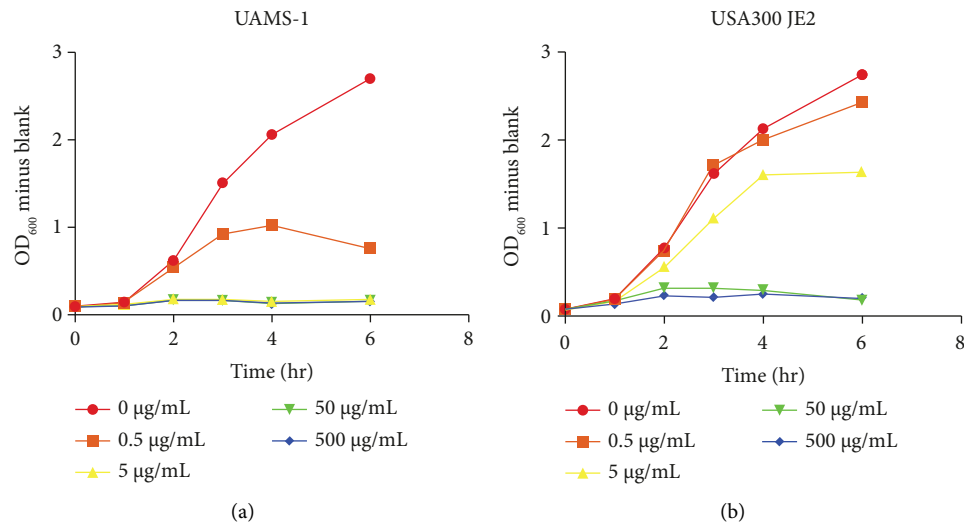 UAMS-1
3
2
1
0
OD600 minus blank
0 2 4 6 8
Time (hr)
0 μg/mL
0.5 μg/mL
5 μg/mL
50 μg/mL
500 μg/mL
(a)
USA300 JE2
3
2
1
0
OD600 minus blank
0 2 4 6 8
Time (hr)
0 μg/mL
0.5 μg/mL
5 μg/mL
50 μg/mL
500 μg/mL
(b)